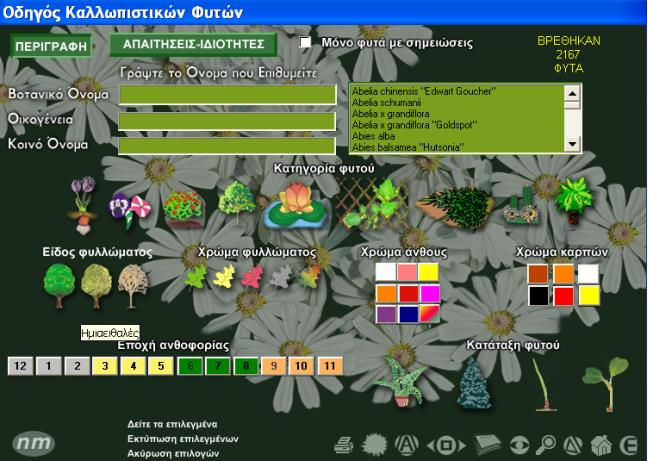 Οδηγός Καλλωπιστικών Φυτών
ΠΕΡΙΓΡΑΦΗ
ΑΠΑΙΤΗΣΕΙΣ-ΙΔΙΟΤΗΤΕΣ
Μόνο φυτά με σημειώσεις
ΒΡΕΘΗΚΑΝ
2167
ΦΥΤΑ
Γράψτε το Όνομα που Επιθυμείτε
Βοτανικό Όνομα
Οικογένεια
Κοινό Όνομα
Abelia chinensis "Edwart Goucher"
Abelia schumanii
Abelia x grandiflora
Abelia x grandiflora "Goldspot"
Abies alba
Abies balsamea "Hutsonia"
Κατηγορία φυτού
Είδος φυλλώματος
Χρώμα φυλλώματος
Χρώμα άνθους
Χρώμα καρπών
Ημιαειθαλές
Εποχή ανθοφορίας
Κατάταξη φυτού
12 1 2 3 4 5 6 7 8 9 10 11
Δείτε τα επιλεγμένα
Εκτύπωση επιλεγμένων
Ακύρωση επιλογών
nm